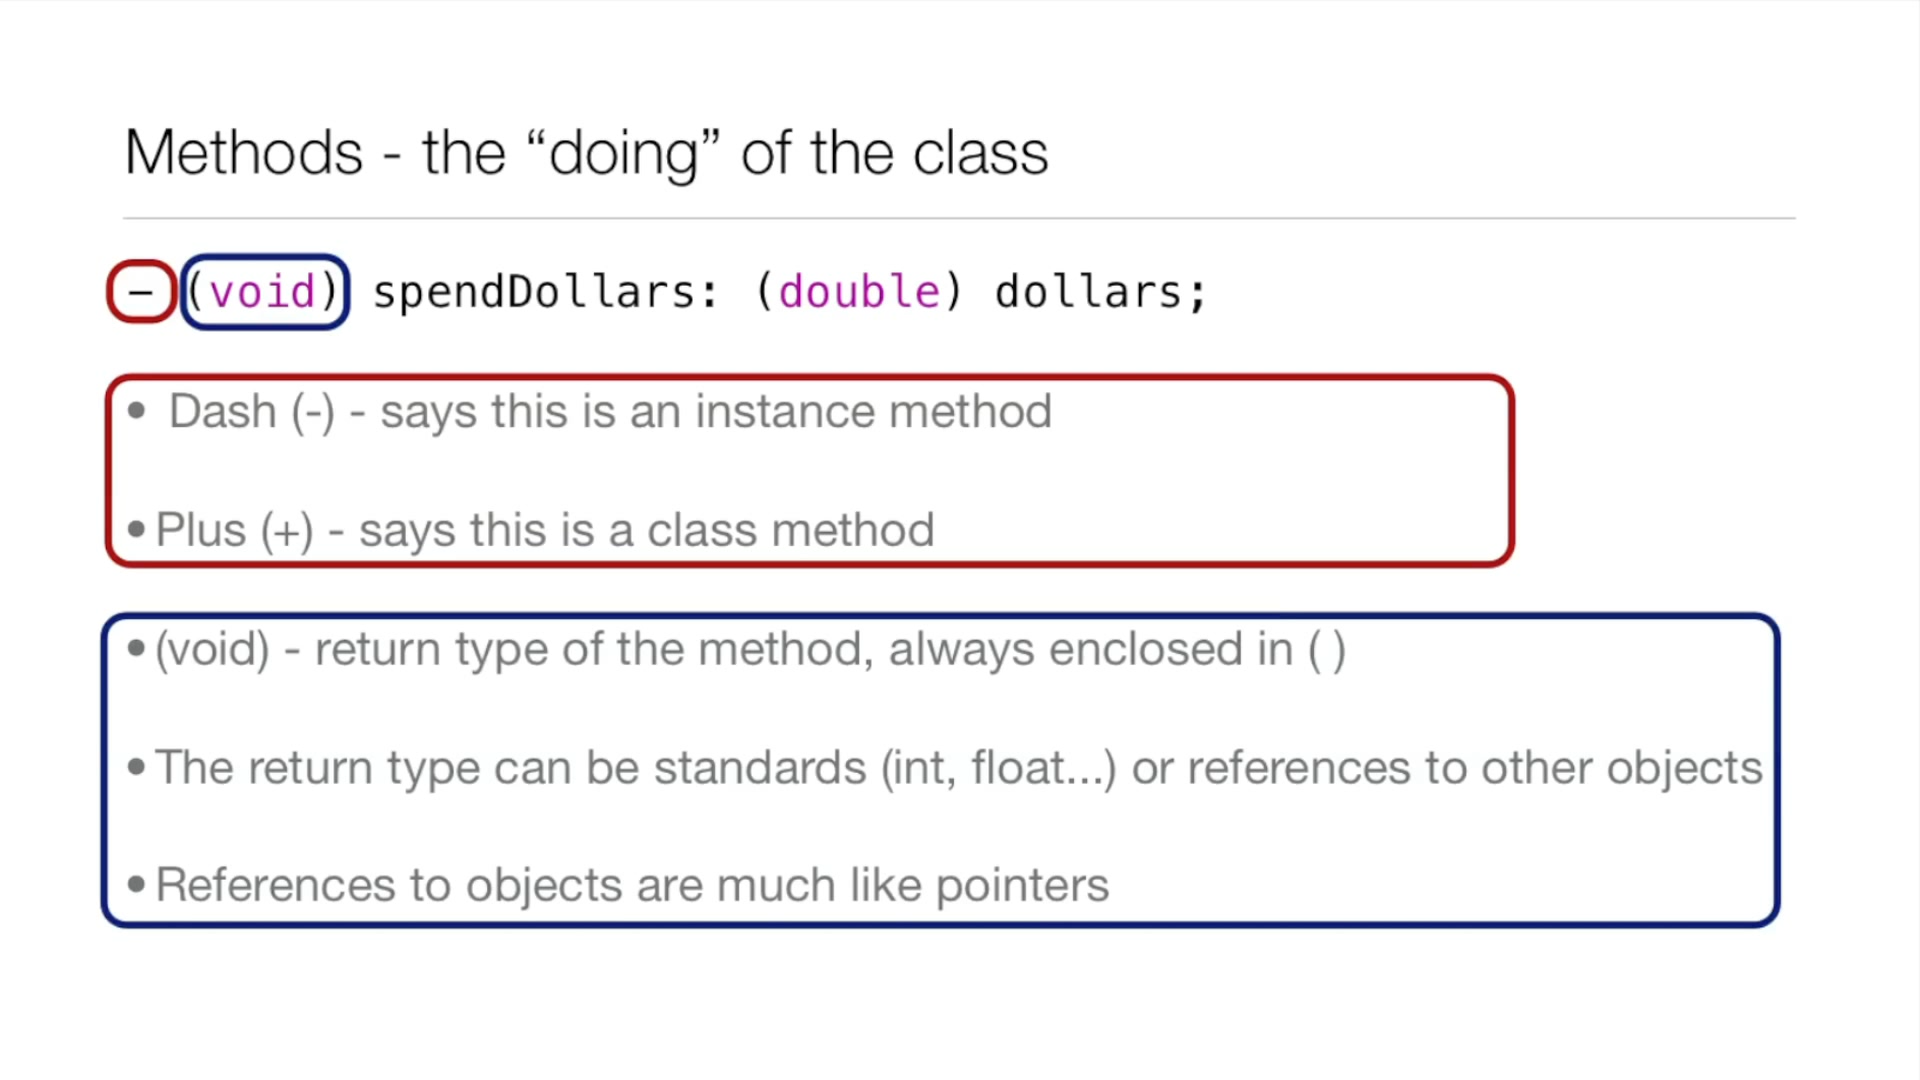 Methods - the “doing” of the class
– (void) spendDollars: (double) dollars;
• Dash (-) - says this is an instance method
• Plus (+) - says this is a class method
• (void) - return type of the method, always enclosed in ( )
• The return type can be standards (int, float...) or references to other objects
• References to objects are much like pointers